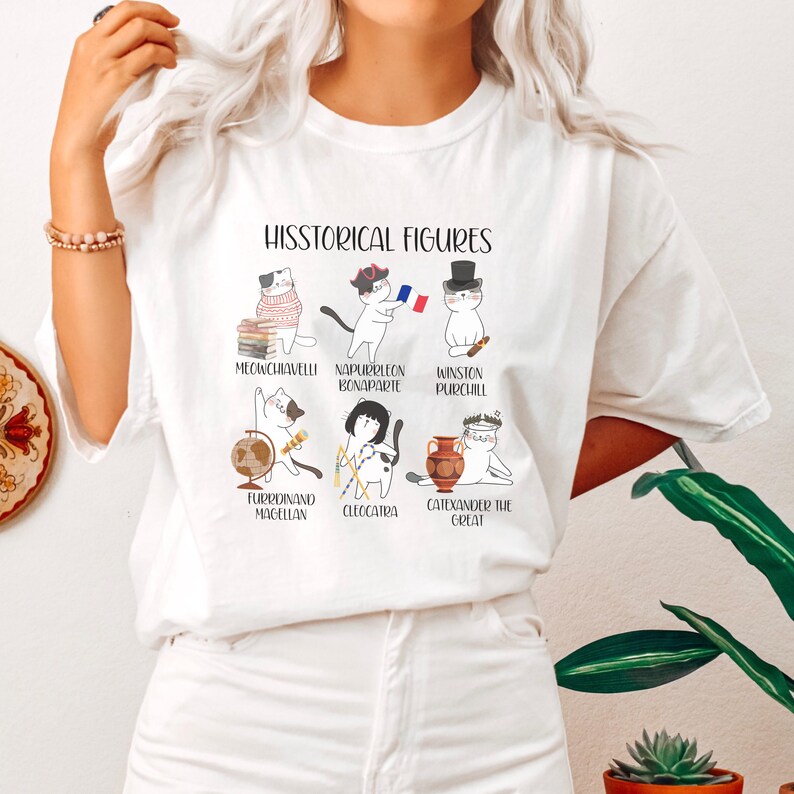 HISSTORICAL FIGURES
MEOWCHIAVELLI
NAPURRLEON
BONAPARTE
WINSTON
PURCHILL
FURRDINAND
MAGELLAN
CLEOCATRA
CATEXANDER THE
GREAT